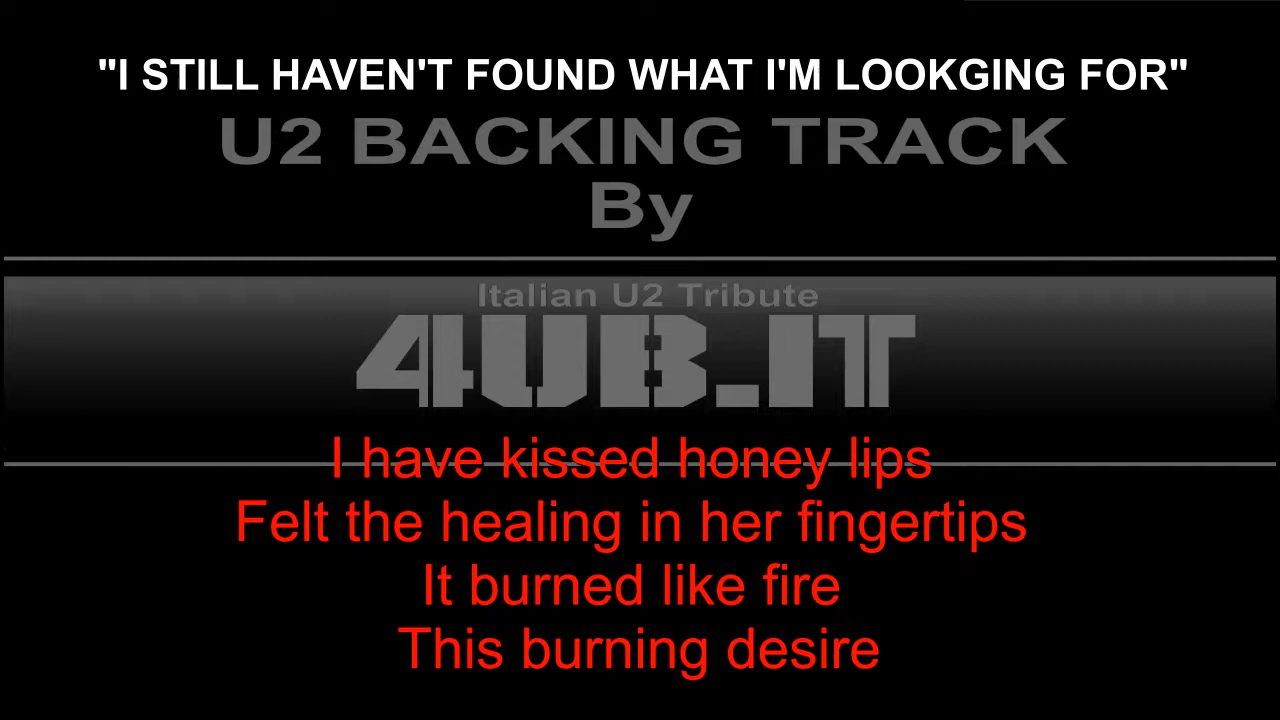 "I STILL HAVEN'T FOUND WHAT I'M LOOKGING FOR"
U2 BACKING TRACK
By
Italian U2 Tribute
4UB.IT
I have kissed honey lips
Felt the healing in her fingertips
It burned like fire
This burning desire